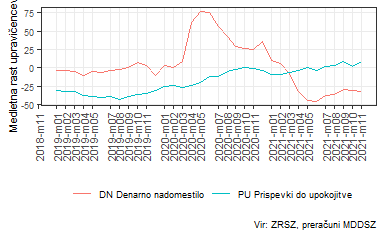 Medletna rast upravičencev
75
50
25
0
-25
-50
2018-m11
2019-m01
2019-m02
2019-m03
2019-m04
2019-m05
2019-m07
2019-m08
2019-m09
2019-m10
2019-m11
2020-m01
2020-m02
2020-m03
2020-m04
2020-m05
2020-m07
2020-m08
2020-m09
2020-m10
2020-m11
2021-m01
2021-m02
2021-m03
2021-m04
2021-m05
2021-m07
2021-m08
2021-m09
2021-m10
2021-m11
DN Denarno nadomestilo
PU Prispevki do upokojitve
Vir: ZRSZ, preračuni MDDSZ